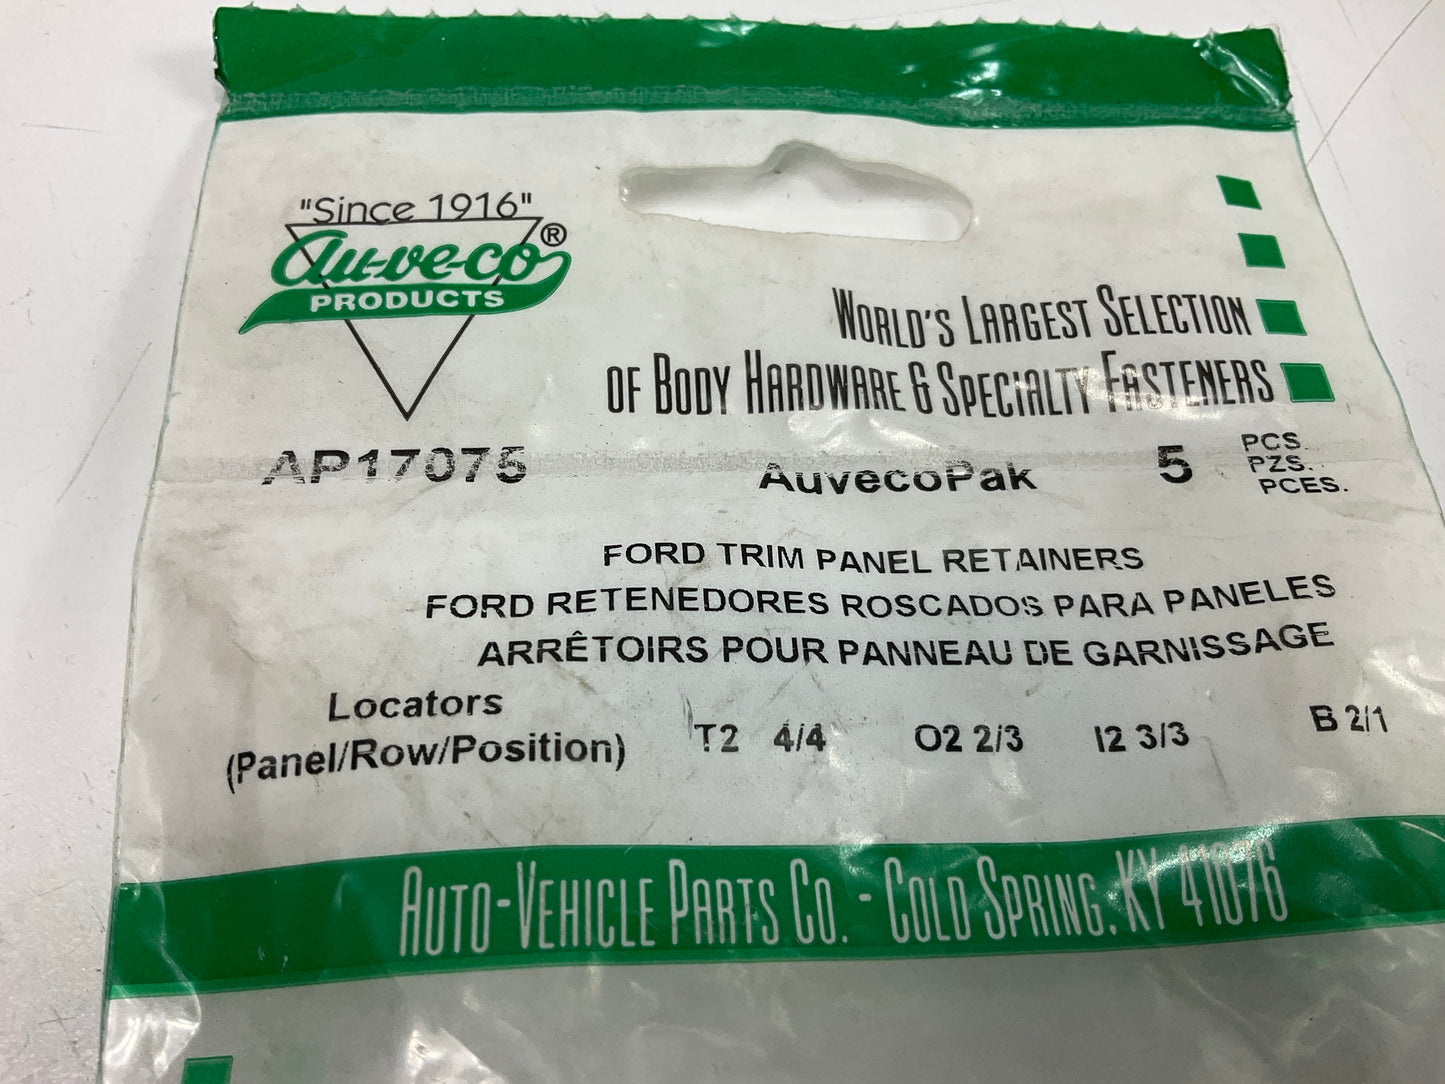 "Since 1916"
Au-ve-co®
PRODUCTS
WORLD'S LARGEST SELECTION
OF BODY HARDWARE & SPECIALTY FASTENERS
AP17075 AuvecoPak 5 PCS.
PZS.
PCES.
FORD TRIM PANEL RETAINERS
FORD RETENEDORES ROSCADOS PARA PANELES
ARRÊTOIRS POUR PANNEAU DE GARNISSAGE
Locators
(Panel/Row/Position) T2 4/4 O2 2/3 I2 3/3 B 2/1
AUTO-VEHICLE PARTS CO. - COLD SPRING, KY 41076